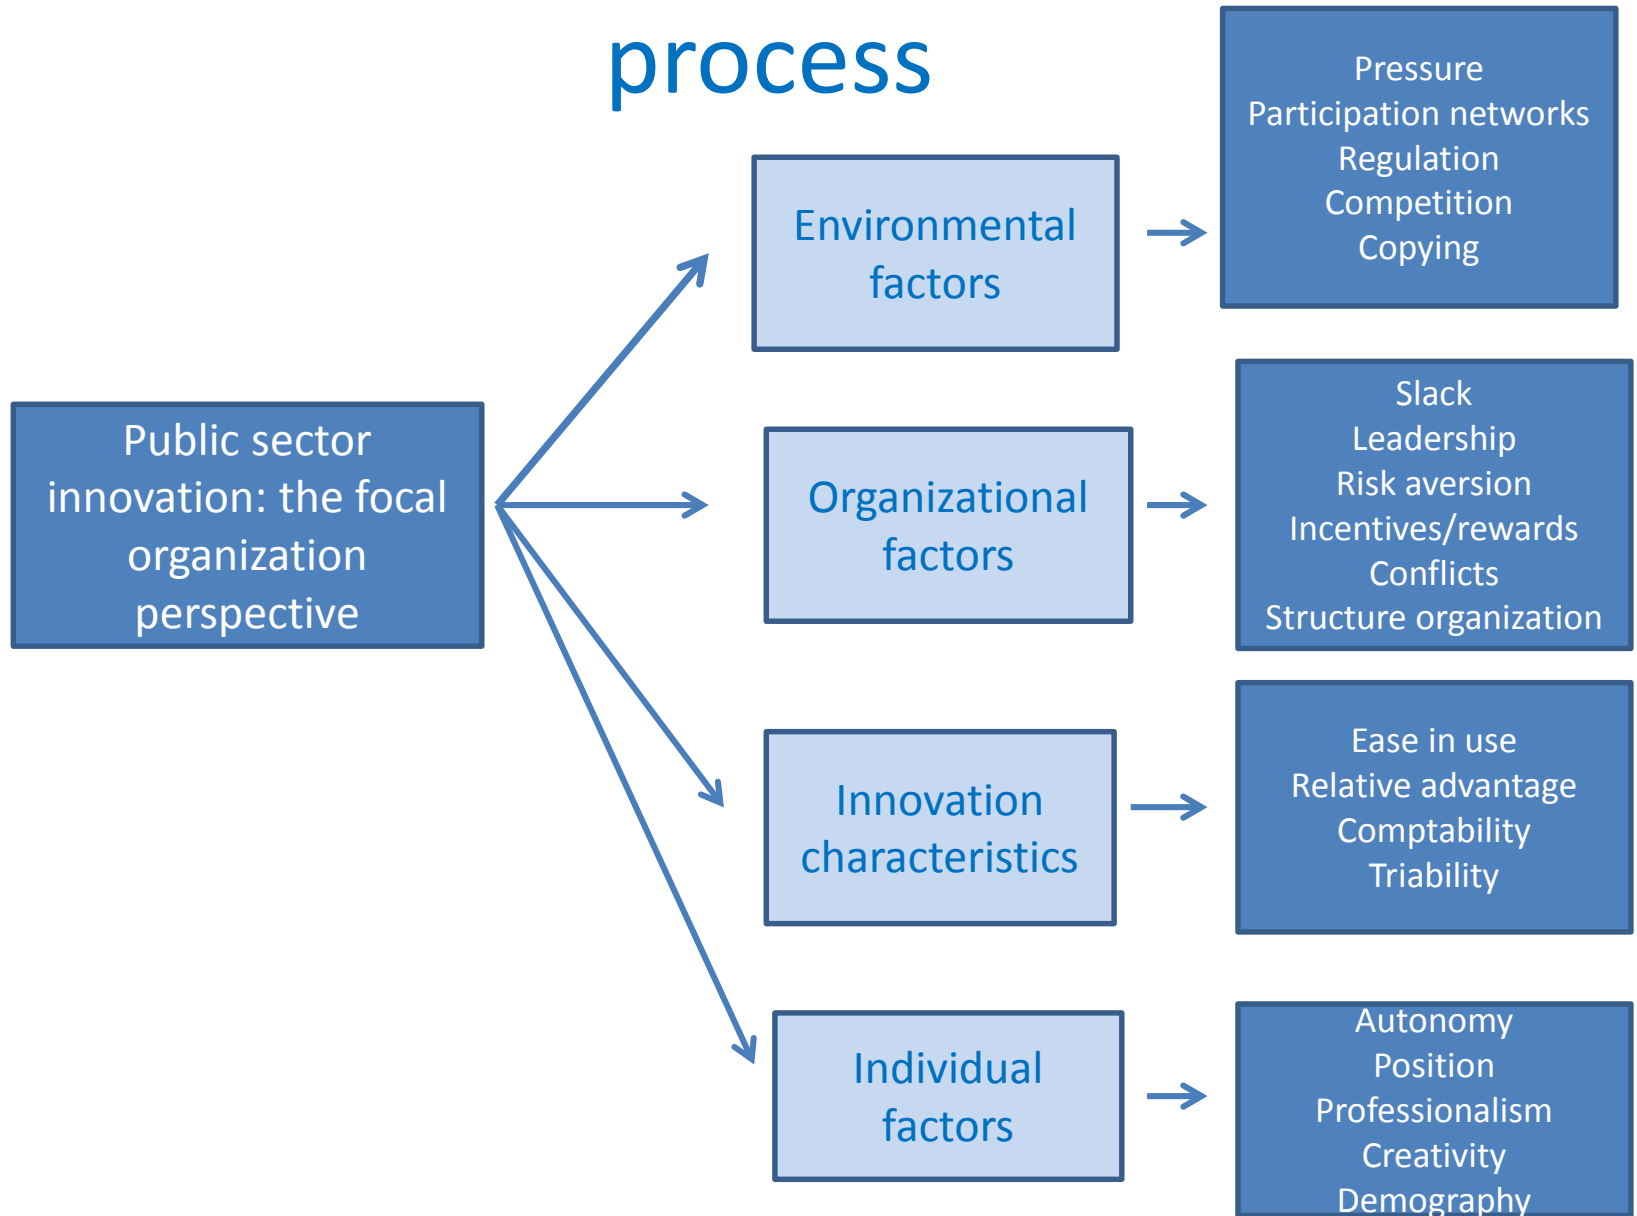 process
Public sector
innovation: the focal
organization
perspective
Environmental
factors
Pressure
Participation networks
Regulation
Competition
Copying
Organizational
factors
Slack
Leadership
Risk aversion
Incentives/rewards
Conflicts
Structure organization
Innovation
characteristics
Ease in use
Relative advantage
Comptability
Triability
Individual
factors
Autonomy
Position
Professionalism
Creativity
Demography